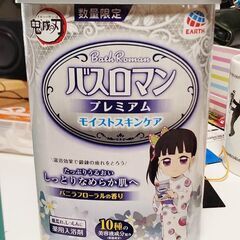 鬼滅の刃
数量限定
EARTH
Bath Roman
バスロマン
プレミアム
モイストスキンケア
たっぷりうるおい
しっとりなめらか肌へ
バニラフローラルの香り
薬用入浴剤
10種の